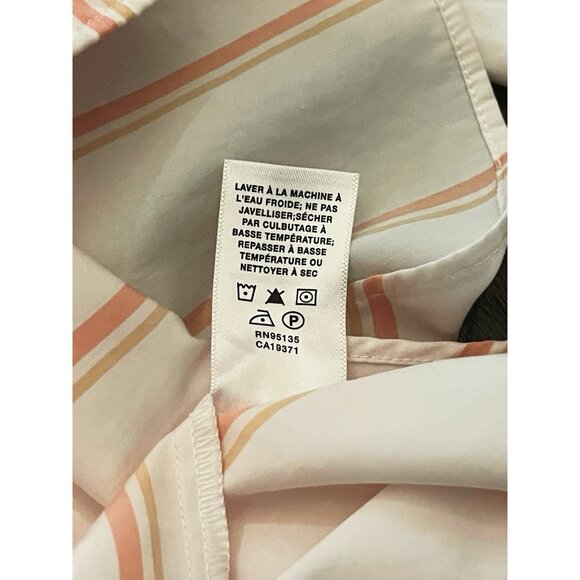 LAVER À LA MACHINE À
L'EAU FROIDE; NE PAS
JAVELLISER;SÉCHER
PAR CULBUTAGE À
BASSE TEMPÉRATURE;
REPASSER À BASSE
TEMPÉRATURE OU
NETTOYER À SEC
P
RN95135
CA19371